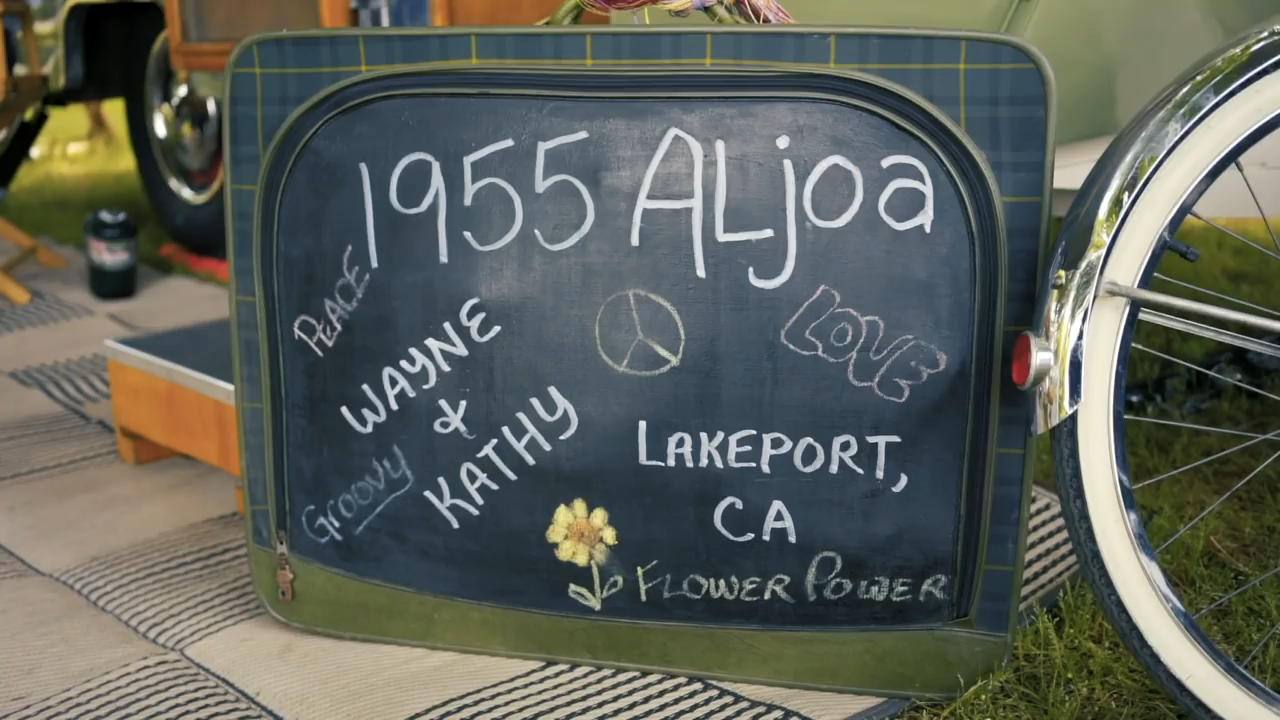 1955 ALjoa
PEACE
WAYNE
&
KATHY
LOVE
Groovy
LAKEPORT,
CA
FLOWER POWER